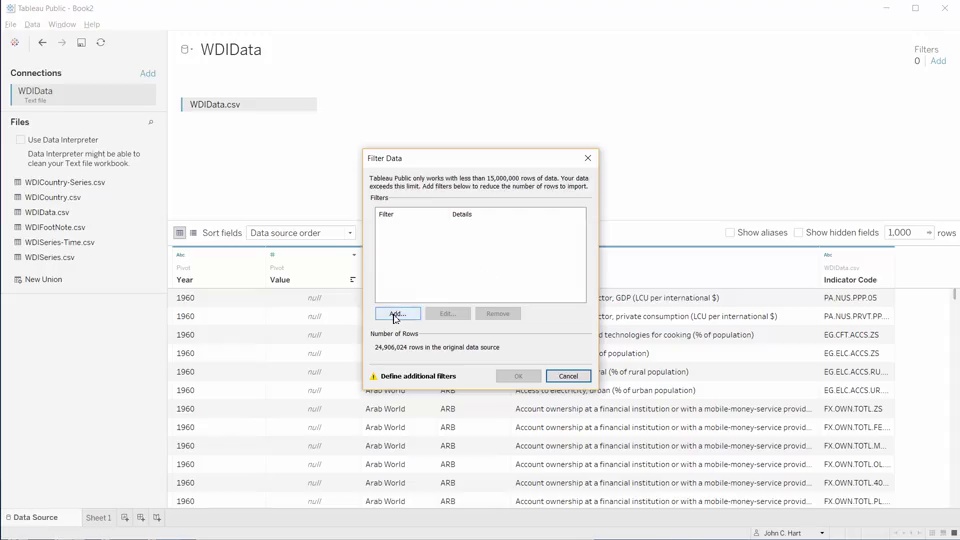 Tableau Public - Book2
File Data Window Help
Connections Add
WDIData
Text file
Files
Use Data Interpreter
Data Interpreter might be able to
clean your Text file workbook.
WDICountry-Series.csv
WDICountry.csv
WDIData.csv
WDIFootNote.csv
WDISeries-Time.csv
WDISeries.csv
New Union
WDIData
Filters
0 Add
WDIData.csv
Filter Data
Tableau Public only works with less than 15,000,000 rows of data. Your data
exceeds this limit. Add filters below to reduce the number of rows to import.
Filters
Filter Details
Add... Edit... Remove
Number of Rows
24,906,024 rows in the original data source
Define additional filters OK Cancel
Sort fields Data source order Show aliases Show hidden fields 1,000 rows
Abc Abc
Pivot Pivot WDIData.csv
Year Value Indicator Code
1960 null tor, GDP (LCU per international $) PA.NUS.PPP.05
1960 null tor, private consumption (LCU per international $) PA.NUS.PRVT.PP...
1960 null d technologies for cooking (% of population) EG.CFT.ACCS.ZS
1960 null of population) EG.ELC.ACCS.ZS
1960 null al (% of rural population) EG.ELC.ACCS.RU....
1960 null Arab World ARB Access to electricity, urban (% of urban population) EG.ELC.ACCS.UR...
1960 null Arab World ARB Account ownership at a financial institution or with a mobile-money-service provid... FX.OWN.TOTL.ZS
1960 null Arab World ARB Account ownership at a financial institution or with a mobile-money-service provid... FX.OWN.TOTL.FE...
1960 null Arab World ARB Account ownership at a financial institution or with a mobile-money-service provid... FX.OWN.TOTL.M...
1960 null Arab World ARB Account ownership at a financial institution or with a mobile-money-service provid... FX.OWN.TOTL.OL...
1960 null Arab World ARB Account ownership at a financial institution or with a mobile-money-service provid... FX.OWN.TOTL.40...
1960 null Arab World ARB Account ownership at a financial institution or with a mobile-money-service provid... FX.OWN.TOTL.PL...
Data Source Sheet 1
John C. Hart